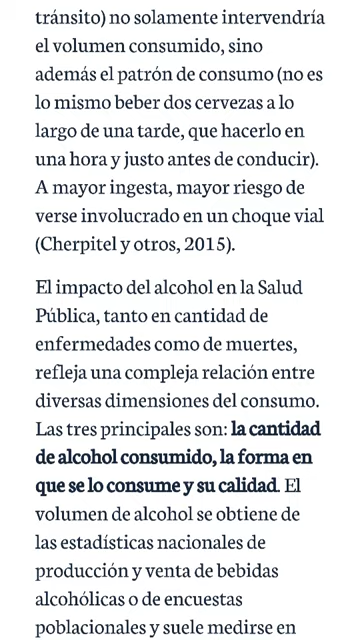 tránsito) no solamente intervendría
el volumen consumido, sino
además el patrón de consumo (no es
lo mismo beber dos cervezas a lo
largo de una tarde, que hacerlo en
una hora y justo antes de conducir).
A mayor ingesta, mayor riesgo de
verse involucrado en un choque vial
(Cherpitel y otros, 2015).
El impacto del alcohol en la Salud
Pública, tanto en cantidad de
enfermedades como de muertes,
refleja una compleja relación entre
diversas dimensiones del consumo.
Las tres principales son: la cantidad
de alcohol consumido, la forma en
que se lo consume y su calidad. El
volumen de alcohol se obtiene de
las estadísticas nacionales de
producción y venta de bebidas
alcohólicas o de encuestas
poblacionales y suele medirse en